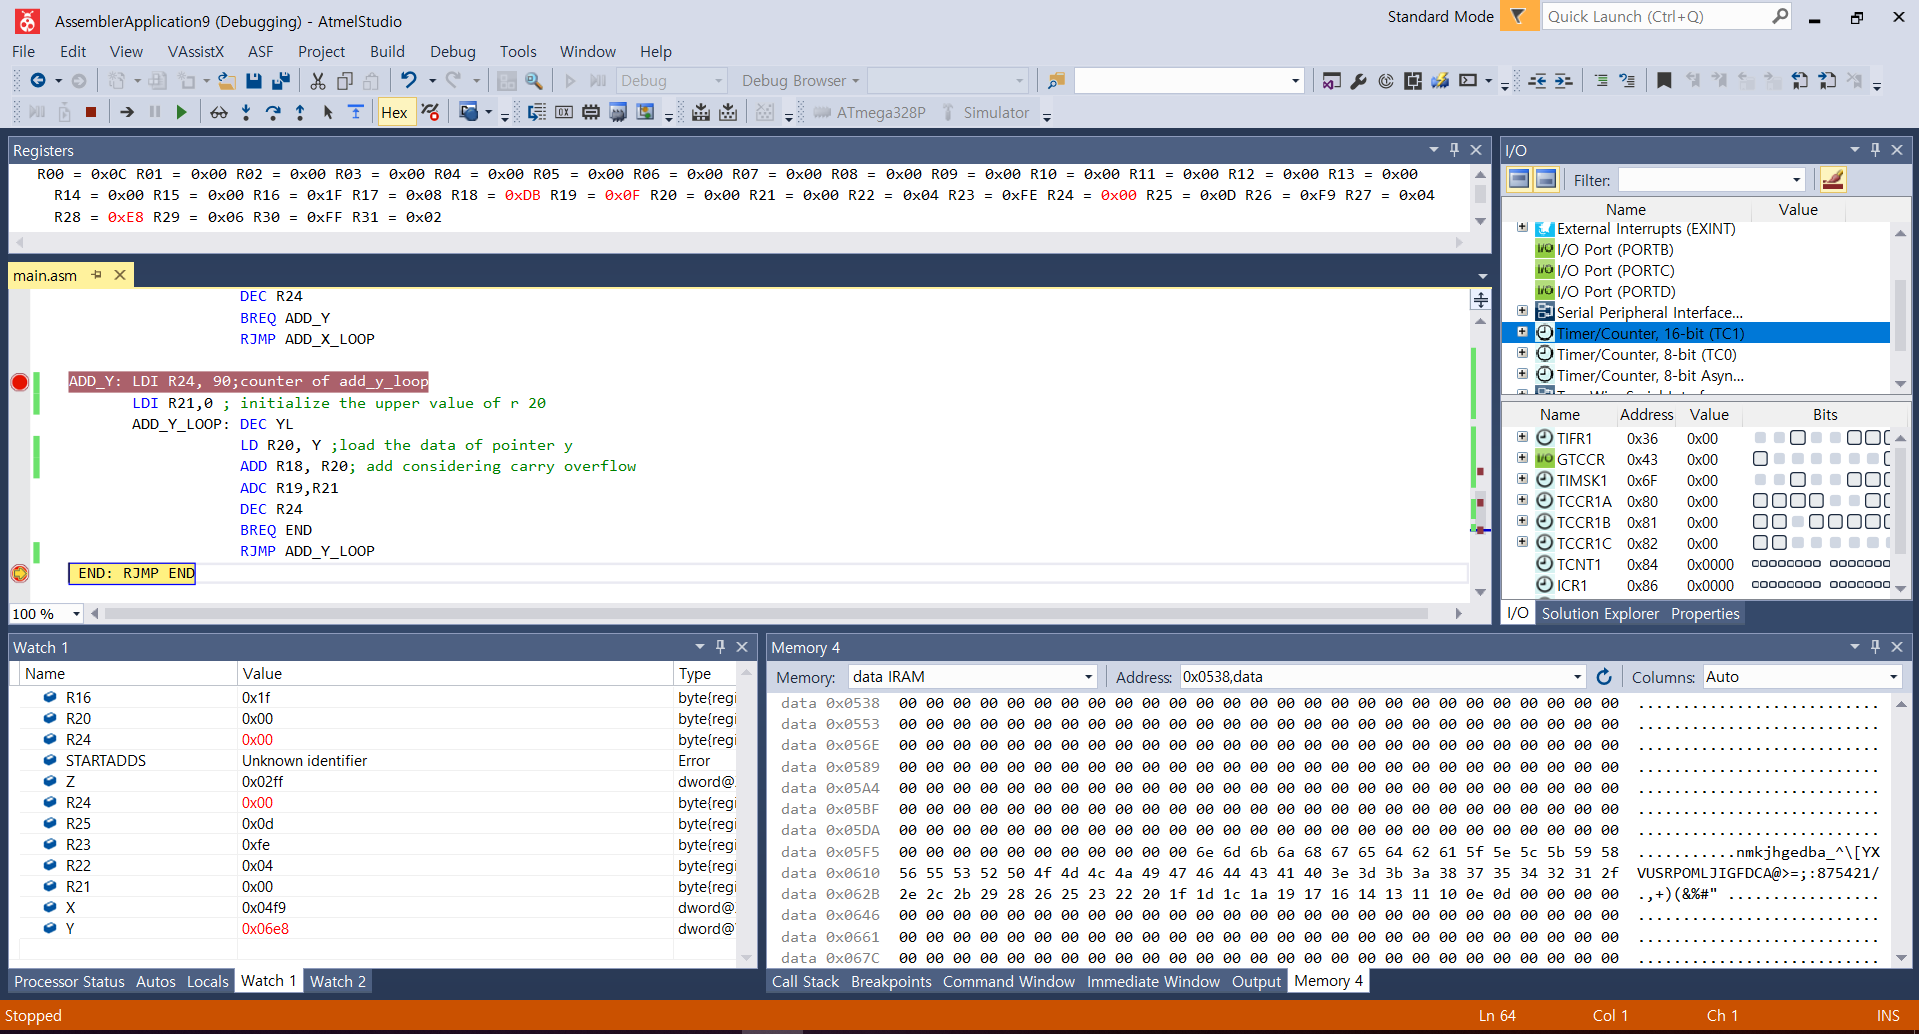 AssemblerApplication9 (Debugging) - AtmelStudio
Standard Mode
Quick Launch (Ctrl+Q)
File Edit View VAssistX ASF Project Build Debug Tools Window Help
Debug Debug Browser
Hex ATmega328P Simulator
Registers
R00 = 0x0C R01 = 0x00 R02 = 0x00 R03 = 0x00 R04 = 0x00 R05 = 0x00 R06 = 0x00 R07 = 0x00 R08 = 0x00 R09 = 0x00 R10 = 0x00 R11 = 0x00 R12 = 0x00 R13 = 0x00
R14 = 0x00 R15 = 0x00 R16 = 0x1F R17 = 0x08 R18 = 0xDB R19 = 0x0F R20 = 0x00 R21 = 0x00 R22 = 0x04 R23 = 0xFE R24 = 0x00 R25 = 0x0D R26 = 0xF9 R27 = 0x04
R28 = 0xE8 R29 = 0x06 R30 = 0xFF R31 = 0x02
main.asm
DEC R24
BREQ ADD_Y
RJMP ADD_X_LOOP
ADD_Y: LDI R24, 90;counter of add_y_loop
LDI R21,0 ; initialize the upper value of r 20
ADD_Y_LOOP: DEC YL
LD R20, Y ;load the data of pointer y
ADD R18, R20; add considering carry overflow
ADC R19,R21
DEC R24
BREQ END
RJMP ADD_Y_LOOP
END: RJMP END
100 %
I/O
Filter:
Name Value
External Interrupts (EXINT)
I/O Port (PORTB)
I/O Port (PORTC)
I/O Port (PORTD)
Serial Peripheral Interface...
Timer/Counter, 16-bit (TC1)
Timer/Counter, 8-bit (TC0)
Timer/Counter, 8-bit Asyn...
Name Address Value Bits
TIFR1 0x36 0x00
GTCCR 0x43 0x00
TIMSK1 0x6F 0x00
TCCR1A 0x80 0x00
TCCR1B 0x81 0x00
TCCR1C 0x82 0x00
TCNT1 0x84 0x0000
ICR1 0x86 0x0000
I/O Solution Explorer Properties
Watch 1
Name Value Type
R16 0x1f byte{regi
R20 0x00 byte{regi
R24 0x00 byte{regi
STARTADDS Unknown identifier Error
Z 0x02ff dword@
R24 0x00 byte{regi
R25 0x0d byte{regi
R23 0xfe byte{regi
R22 0x04 byte{regi
R21 0x00 byte{regi
X 0x04f9 dword@
Y 0x06e8 dword@
Processor Status Autos Locals Watch 1 Watch 2
Memory 4
Memory: data IRAM Address: 0x0538,data Columns: Auto
data 0x0538 00 00 00 00 00 00 00 00 00 00 00 00 00 00 00 00 00 00 00 00 00 00 00 00 00 00 00 ...........................
data 0x0553 00 00 00 00 00 00 00 00 00 00 00 00 00 00 00 00 00 00 00 00 00 00 00 00 00 00 00 ...........................
data 0x056E 00 00 00 00 00 00 00 00 00 00 00 00 00 00 00 00 00 00 00 00 00 00 00 00 00 00 00 ...........................
data 0x0589 00 00 00 00 00 00 00 00 00 00 00 00 00 00 00 00 00 00 00 00 00 00 00 00 00 00 00 ...........................
data 0x05A4 00 00 00 00 00 00 00 00 00 00 00 00 00 00 00 00 00 00 00 00 00 00 00 00 00 00 00 ...........................
data 0x05BF 00 00 00 00 00 00 00 00 00 00 00 00 00 00 00 00 00 00 00 00 00 00 00 00 00 00 00 ...........................
data 0x05DA 00 00 00 00 00 00 00 00 00 00 00 00 00 00 00 00 00 00 00 00 00 00 00 00 00 00 00 ...........................
data 0x05F5 00 00 00 00 00 00 00 00 00 00 00 6e 6d 6b 6a 68 67 65 64 62 61 5f 5e 5c 5b 59 58 ...........nmkjhgedba_^\[YX
data 0x0610 56 55 53 52 50 4f 4d 4c 4a 49 47 46 44 43 41 40 3e 3d 3b 3a 38 37 35 34 32 31 2f VUSRPOMLJIGFDCA@>=;:875421/
data 0x062B 2e 2c 2b 29 28 26 25 23 22 20 1f 1d 1c 1a 19 17 16 14 13 11 10 0e 0d 00 00 00 00 .,+)(&%#" .................
data 0x0646 00 00 00 00 00 00 00 00 00 00 00 00 00 00 00 00 00 00 00 00 00 00 00 00 00 00 00 ...........................
data 0x0661 00 00 00 00 00 00 00 00 00 00 00 00 00 00 00 00 00 00 00 00 00 00 00 00 00 00 00 ...........................
data 0x067C 00 00 00 00 00 00 00 00 00 00 00 00 00 00 00 00 00 00 00 00 00 00 00 00 00 00 00 ...........................
Call Stack Breakpoints Command Window Immediate Window Output Memory 4
Stopped Ln 64 Col 1 Ch 1 INS